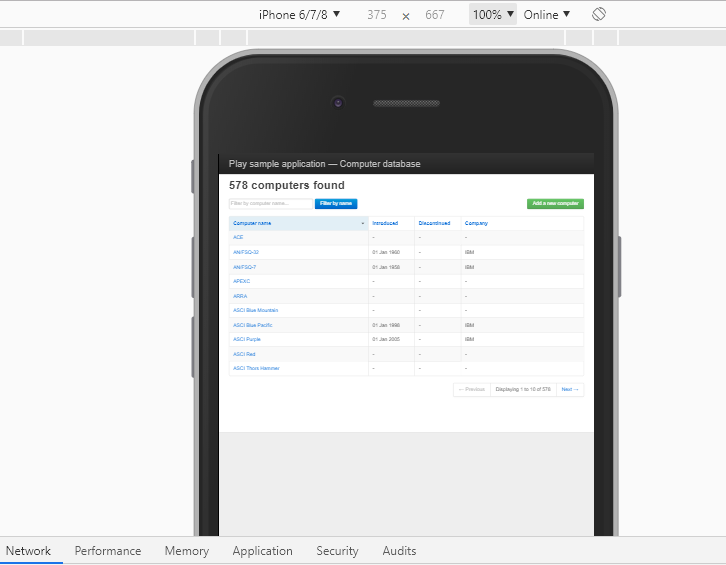 iPhone 6/7/8 ▼ 375 × 667 100% ▼ Online ▼
Play sample application — Computer database
578 computers found
Filter by computer name... Filter by name Add a new computer
Computer name Introduced Discontinued Company
ACE - - -
AN/FSQ-32 01 Jan 1960 - IBM
AN/FSQ-7 01 Jan 1958 - IBM
APEXC - - -
ARRA - - -
ASCI Blue Mountain - - -
ASCI Blue Pacific 01 Jan 1998 - IBM
ASCI Purple 01 Jan 2005 - IBM
ASCI Red - - -
ASCI Thors Hammer - - -
← Previous Displaying 1 to 10 of 578 Next →
Network Performance Memory Application Security Audits